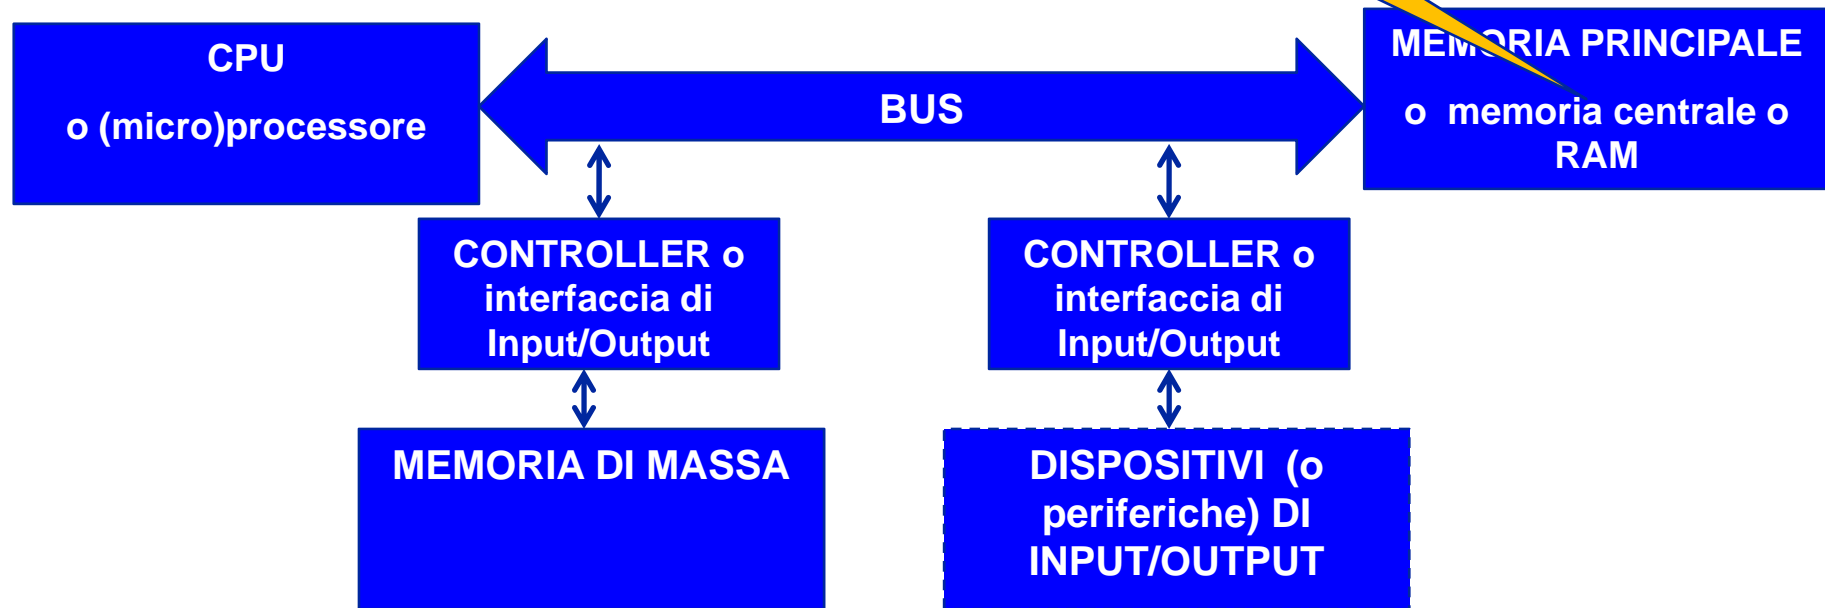 CPU
o (micro)processore
BUS
MEMORIA PRINCIPALE
o memoria centrale o
RAM
CONTROLLER o
interfaccia di
Input/Output
CONTROLLER o
interfaccia di
Input/Output
MEMORIA DI MASSA
DISPOSITIVI (o
periferiche) DI
INPUT/OUTPUT